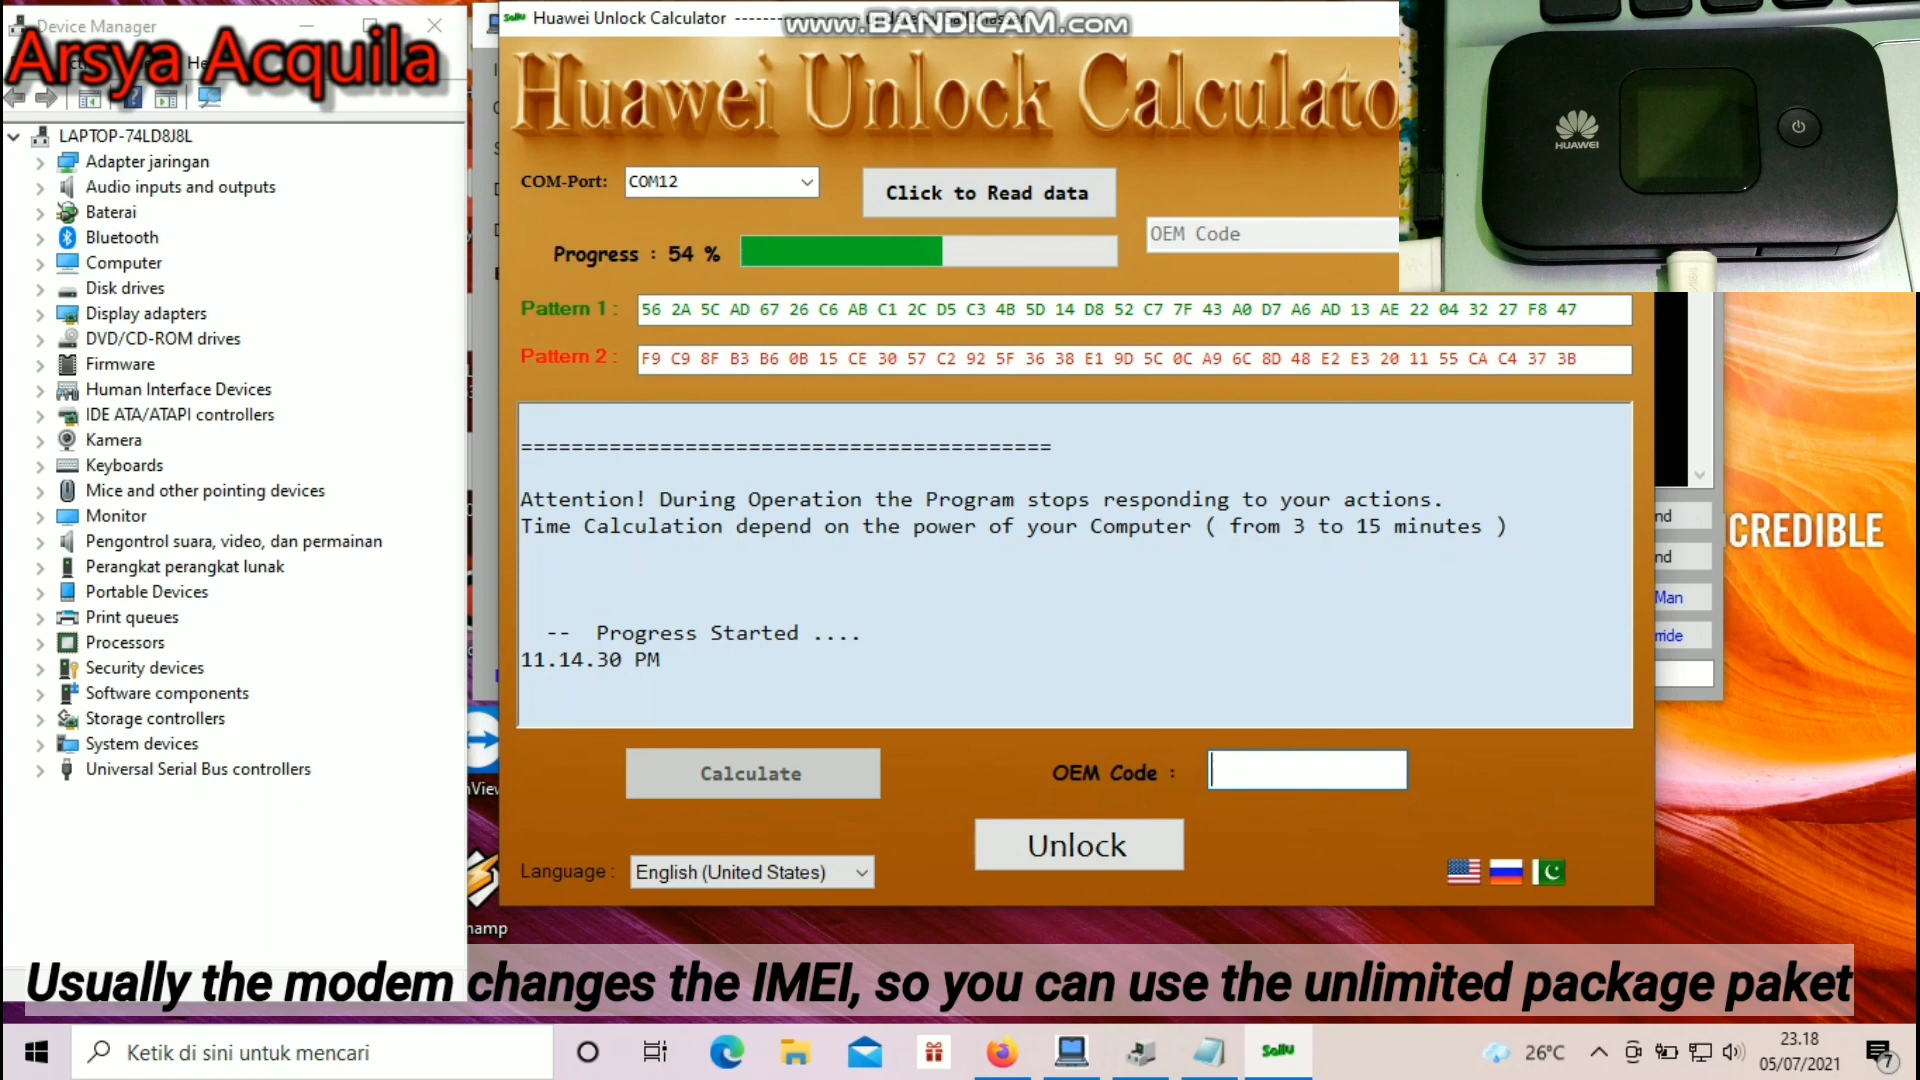 Device Manager
Arsya Acquila
LAPTOP-74LD8J8L
Adapter jaringan
Audio inputs and outputs
Baterai
Bluetooth
Computer
Disk drives
Display adapters
DVD/CD-ROM drives
Firmware
Human Interface Devices
IDE ATA/ATAPI controllers
Kamera
Keyboards
Mice and other pointing devices
Monitor
Pengontrol suara, video, dan permainan
Perangkat perangkat lunak
Portable Devices
Print queues
Processors
Security devices
Software components
Storage controllers
System devices
Universal Serial Bus controllers
Huawei Unlock Calculator
www.BANDICAM.com
Huawei Unlock Calculato
COM-Port: COM12
Click to Read data
Progress : 54 %
OEM Code
Pattern 1 : 56 2A 5C AD 67 26 C6 AB C1 2C D5 C3 4B 5D 14 D8 52 C7 7F 43 A0 D7 A6 AD 13 AE 22 04 32 27 F8 47
Pattern 2 : F9 C9 8F B3 B6 0B 15 CE 30 57 C2 92 5F 36 38 E1 9D 5C 0C A9 6C 8D 48 E2 E3 20 11 55 CA C4 37 3B
==========================================
Attention! During Operation the Program stops responding to your actions.
Time Calculation depend on the power of your Computer ( from 3 to 15 minutes )
-- Progress Started ....
11.14.30 PM
Calculate
OEM Code :
Unlock
Language : English (United States)
HUAWEI
nd
CREDIBLE
nd
Man
ride
hamp
Usually the modem changes the IMEI, so you can use the unlimited package paket
Ketik di sini untuk mencari
SallU
26°C
23.18
05/07/2021
7